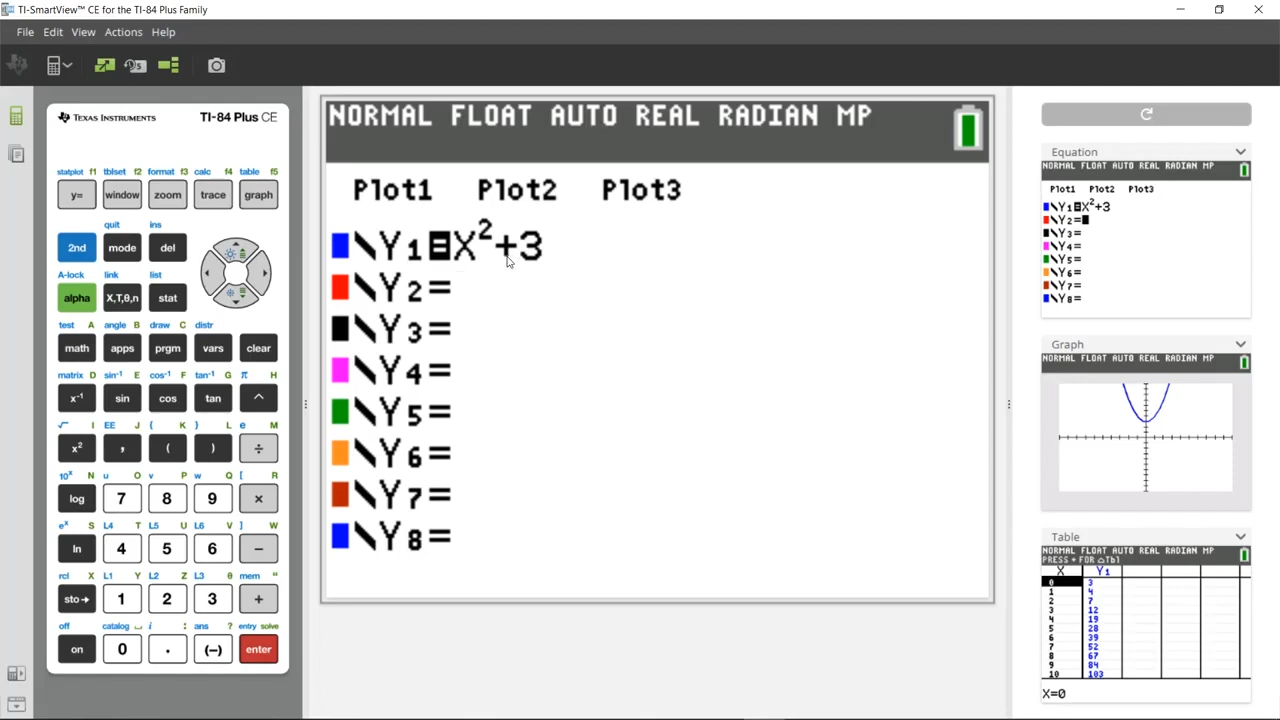 TI-SmartView™ CE for the TI-84 Plus Family
File Edit View Actions Help
TEXAS INSTRUMENTS TI-84 Plus CE
statplot f1 tblset f2 format f3 calc f4 table f5
y= window zoom trace graph
quit ins
2nd mode del
A-lock link list
alpha X,T,θ,n stat
test A angle B draw C distr
math apps prgm vars clear
matrix D sin⁻¹ E cos⁻¹ F tan⁻¹ G π H
x⁻¹ sin cos tan ^
√ I EE J { K } L e M
x² , ( ) ÷
10ˣ N u O v P w Q [ R
log 7 8 9 ×
eˣ S L4 T L5 U L6 V ] W
ln 4 5 6 −
rcl X L1 Y L2 Z L3 θ mem "
sto→ 1 2 3 +
off catalog ⎵ i : ans ? entry solve
on 0 . (−) enter
NORMAL FLOAT AUTO REAL RADIAN MP
Plot1 Plot2 Plot3
\Y1=X²+3
\Y2=
\Y3=
\Y4=
\Y5=
\Y6=
\Y7=
\Y8=
Equation
NORMAL FLOAT AUTO REAL RADIAN MP
Plot1 Plot2 Plot3
\Y1=X²+3
\Y2=
\Y3=
\Y4=
\Y5=
\Y6=
\Y7=
\Y8=
Graph
NORMAL FLOAT AUTO REAL RADIAN MP
Table
NORMAL FLOAT AUTO REAL RADIAN MP
PRESS + FOR △Tbl
X Y1
0 3
1 4
2 7
3 12
4 19
5 28
6 39
7 52
8 67
9 84
10 103
X=0